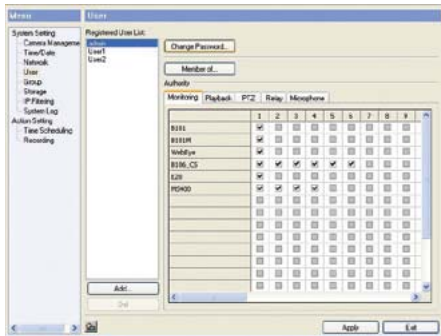 Menu
User
System Setting
Camera Manageme
Time/Date
Network
User
Group
Storage
IP Filtering
System Log
Action Setting
Time Scheduling
Recording
Registered User List:
admin
User1
User2
Add...
Del
Change Password...
Member of...
Authority
Monitoring Playback PTZ Relay Microphone
1 2 3 4 5 6 7 8 9
B101
B101M
WebEye
B106_CS
E20
MS400
Apply
Exit